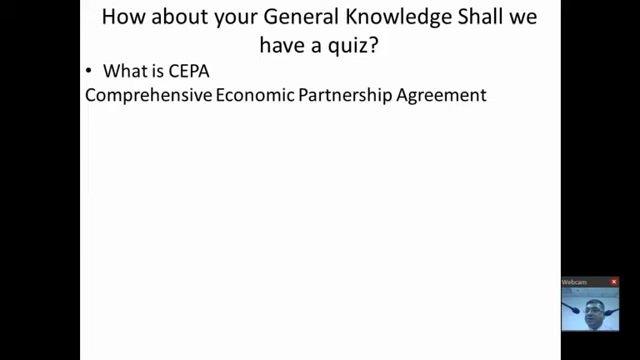 How about your General Knowledge Shall we
have a quiz?
• What is CEPA
Comprehensive Economic Partnership Agreement
Webcam